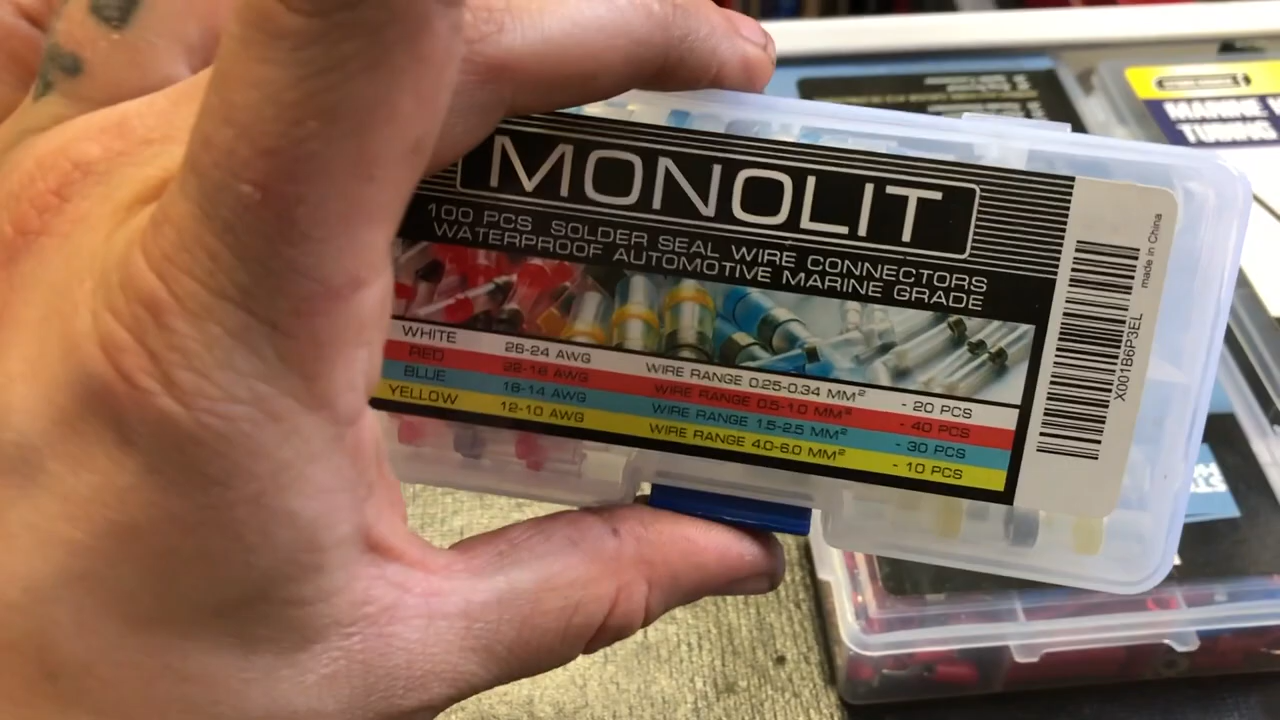 MONOLIT
100 PCS SOLDER SEAL WIRE CONNECTORS
WATERPROOF AUTOMOTIVE MARINE GRADE
WHITE 26-24 AWG WIRE RANGE 0.25-0.34 MM² - 20 PCS
RED 22-18 AWG WIRE RANGE 0.5-1.0 MM² - 40 PCS
BLUE 16-14 AWG WIRE RANGE 1.5-2.5 MM² - 30 PCS
YELLOW 12-10 AWG WIRE RANGE 4.0-6.0 MM² - 10 PCS
X001B6P3EL
made in China
MARINE
TUBING